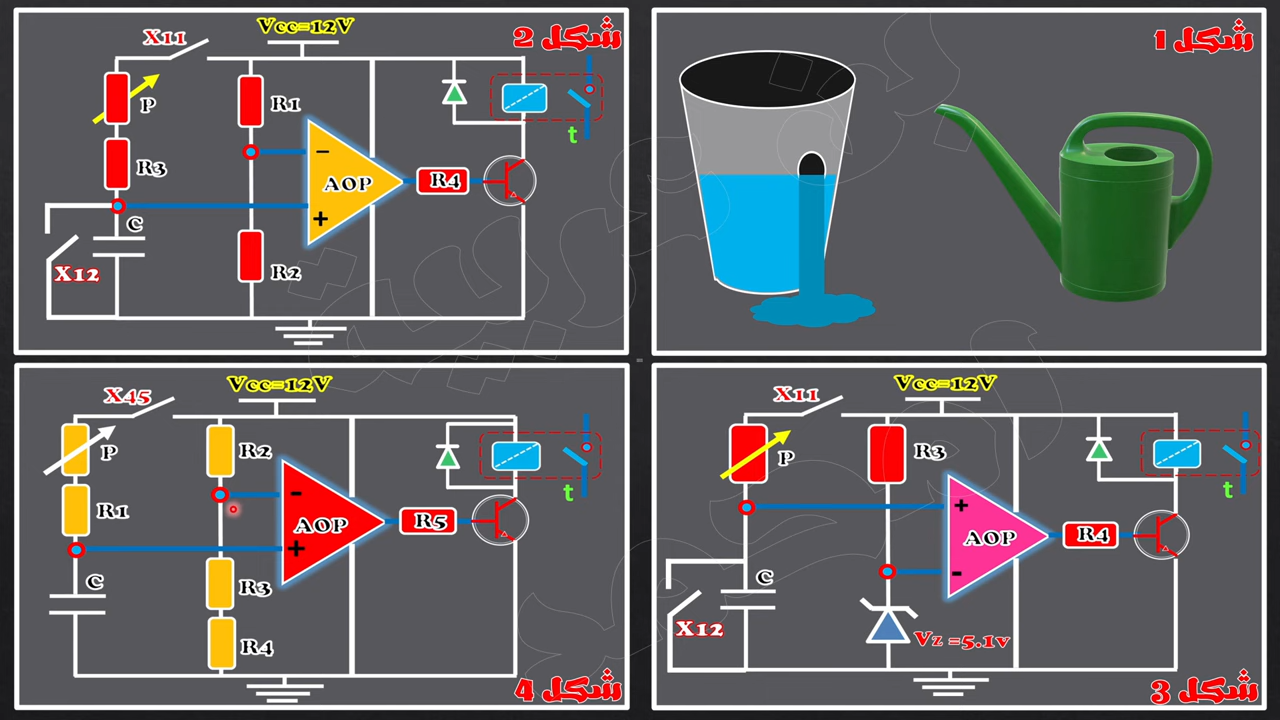 Vcc=12V
شكل 2
X11
P
R1
R3
AOP
R4
C
R2
X12
t
شكل 1
Vcc=12V
X45
P
R2
R1
AOP
R5
C
R3
R4
t
شكل 4
Vcc=12V
X11
P
R3
AOP
R4
C
X12
Vz =5.1v
t
شكل 3